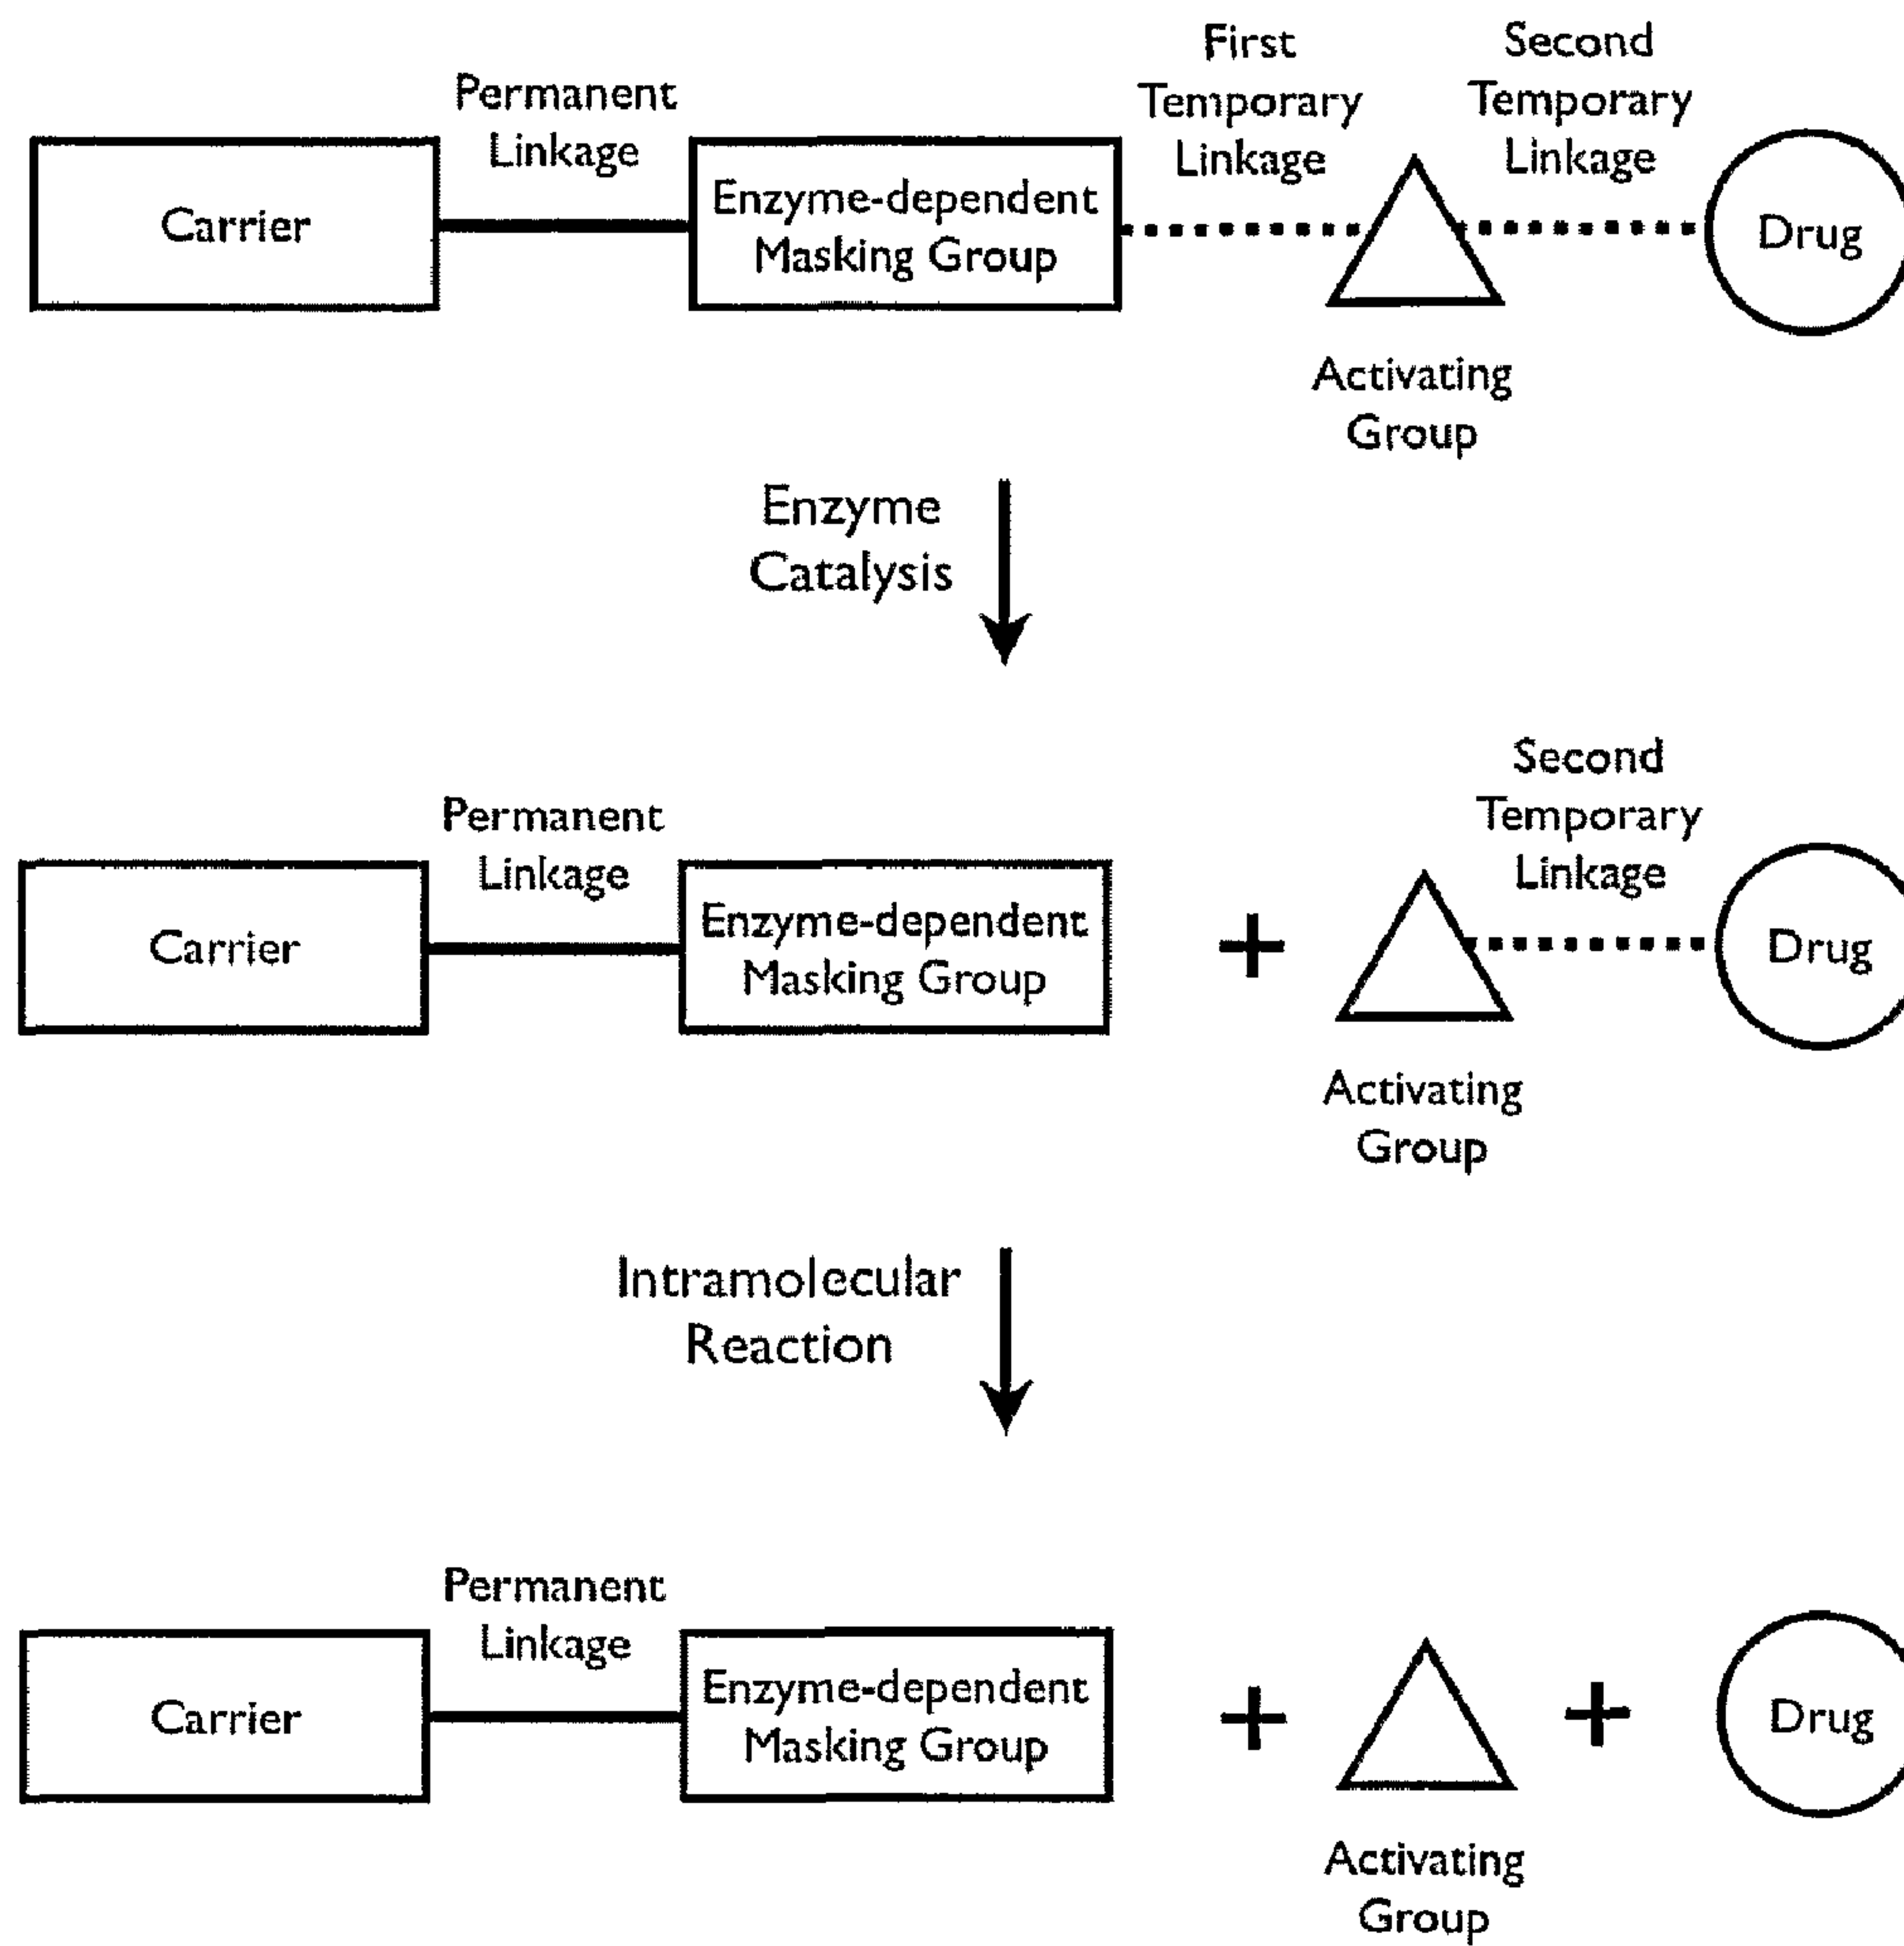 First
Temporary
Linkage
Second
Temporary
Linkage
Permanent
Linkage
Carrier
Enzyme-dependent
Masking Group
Drug
Activating
Group
Enzyme
Catalysis
Second
Temporary
Linkage
Permanent
Linkage
Carrier
Enzyme-dependent
Masking Group
+
Drug
Activating
Group
Intramolecular
Reaction
Permanent
Linkage
Carrier
Enzyme-dependent
Masking Group
+
+
Drug
Activating
Group